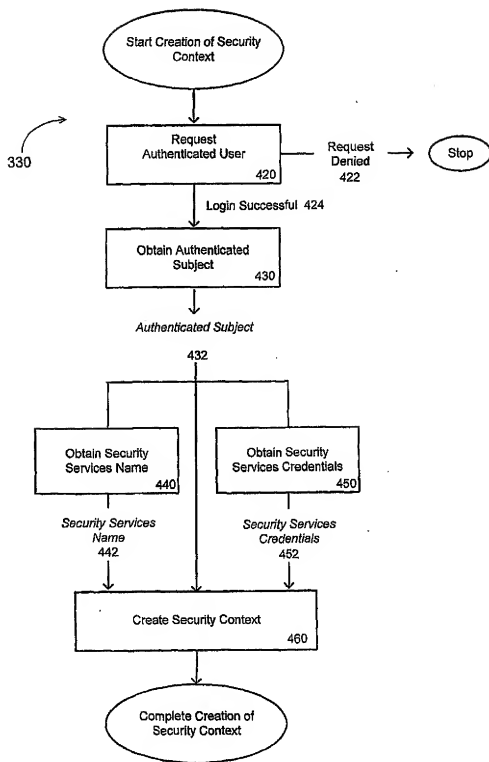 Start Creation of Security
Context
330
Request
Authenticated User
420
Request
Denied
422
Stop
Login Successful 424
Obtain Authenticated
Subject
430
Authenticated Subject
432
Obtain Security
Services Name
440
Obtain Security
Services Credentials
450
Security Services
Name
442
Security Services
Credentials
452
Create Security Context
460
Complete Creation of
Security Context